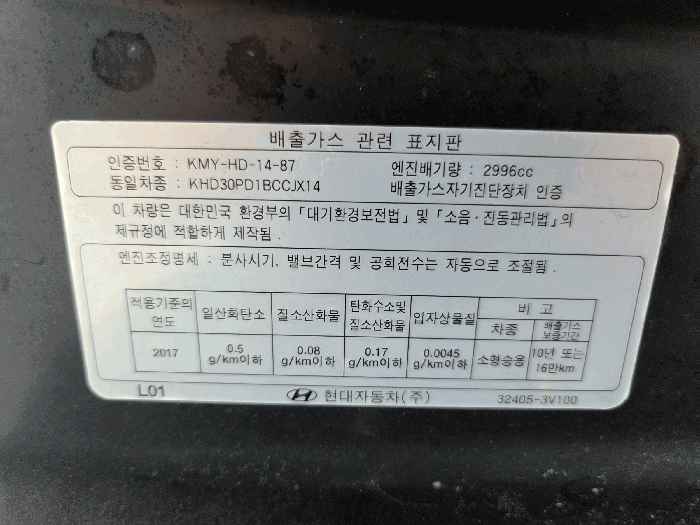 배출가스 관련 표지판
인증번호 : KMY-HD-14-87 엔진배기량 : 2996cc
동일차종 : KHD30PD1BCCJX14 배출가스자기진단장치 인증
이 차량은 대한민국 환경부의 「대기환경보전법」 및 「소음·진동관리법」의
제규정에 적합하게 제작됨.
엔진조정명세 : 분사시기, 밸브간격 및 공회전수는 자동으로 조절됨.
적용기준의 연도 일산화탄소 질소산화물 탄화수소및 질소산화물 입자상물질 비 고
차종 배출가스 보증기간
2017 0.5 g/km이하 0.08 g/km이하 0.17 g/km이하 0.0045 g/km이하 소형승용 10년 또는 16만km
L01 현대자동차(주) 32405-3V100